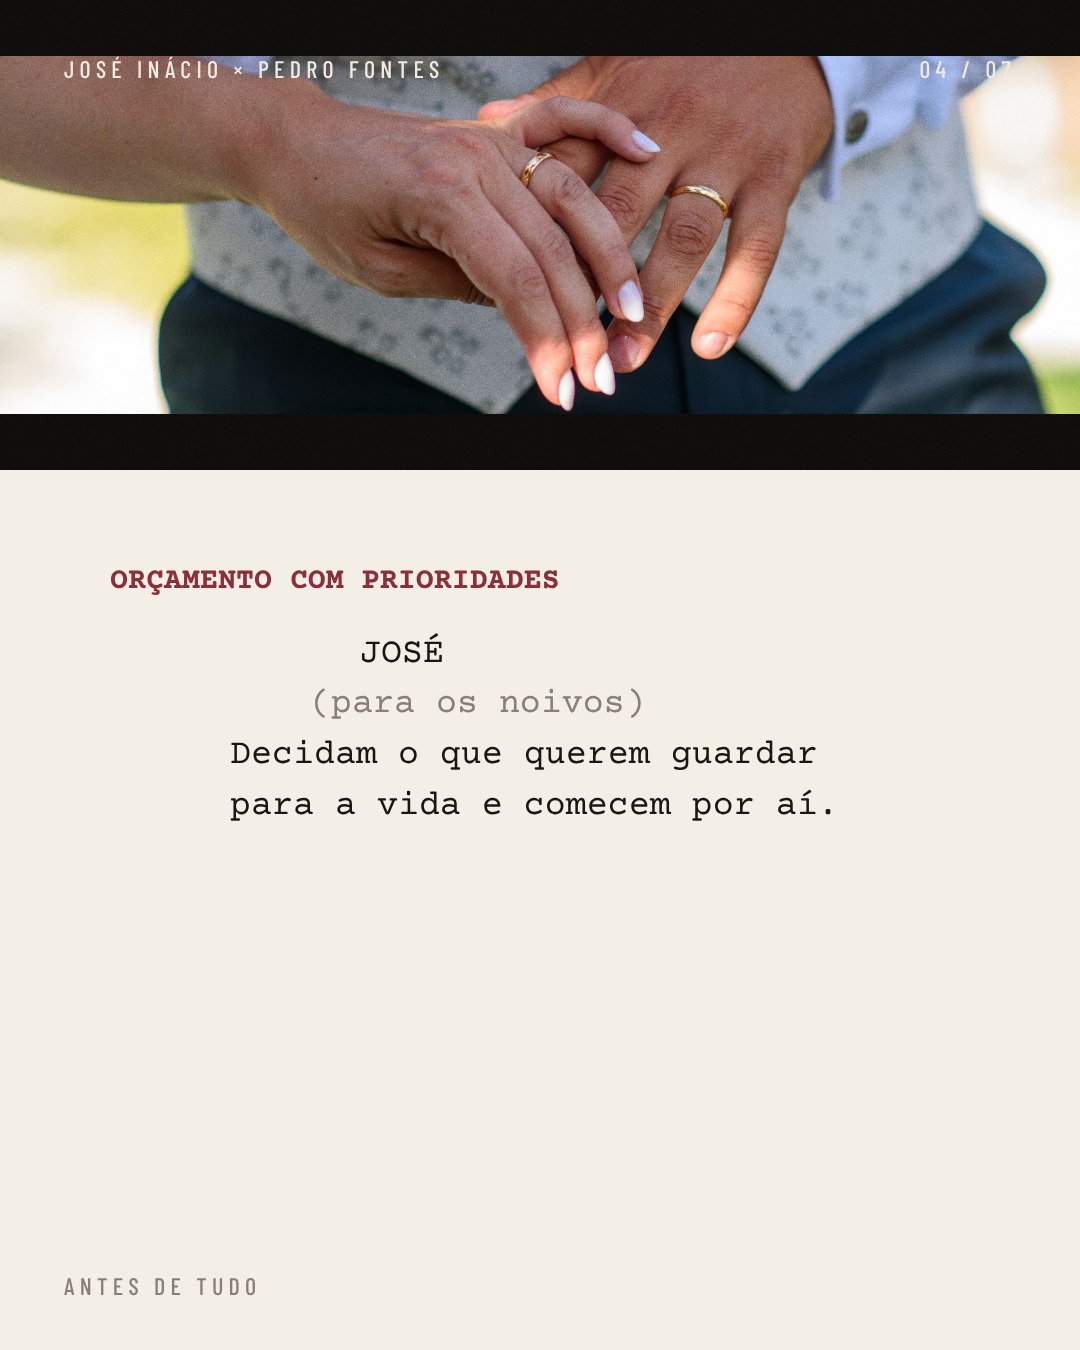 JOSÉ INÁCIO × PEDRO FONTES
04 / 07
ORÇAMENTO COM PRIORIDADES
JOSÉ
(para os noivos)
Decidam o que querem guardar
para a vida e comecem por aí.
ANTES DE TUDO